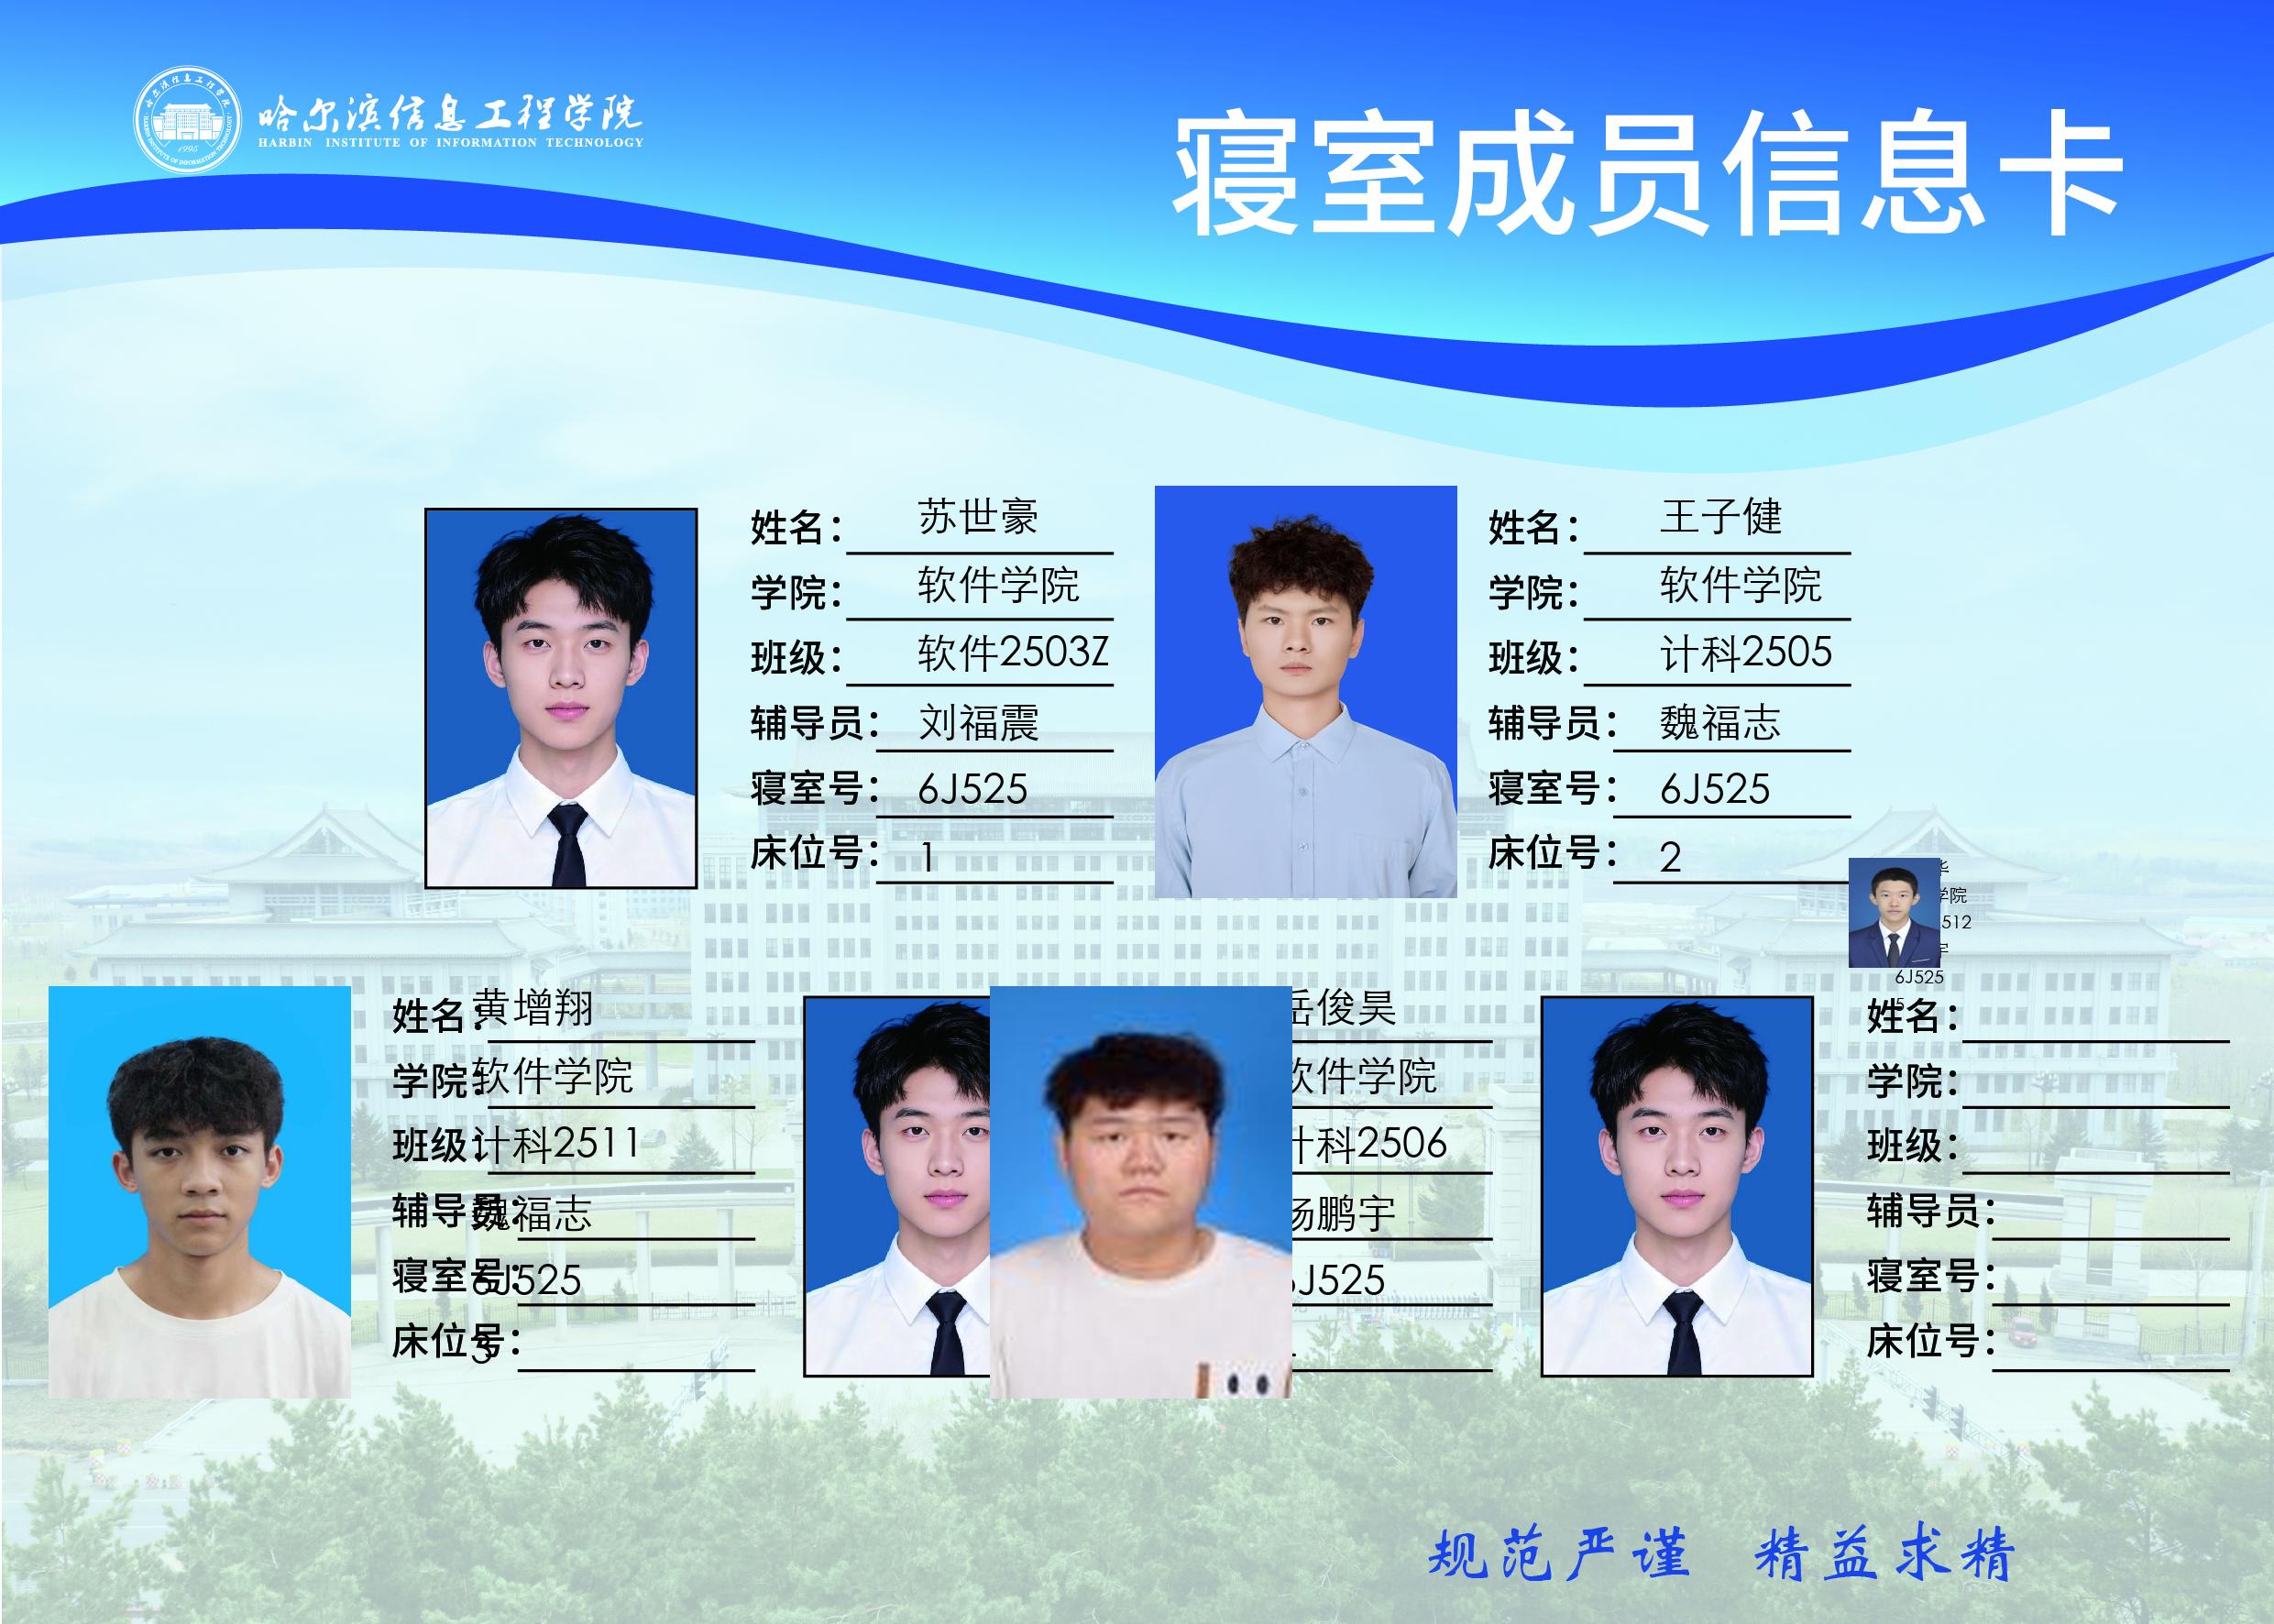 哈尔滨信息工程学院
HARBIN INSTITUTE OF INFORMATION TECHNOLOGY
1995
寝室成员信息卡
姓名： 苏世豪
学院： 软件学院
班级： 软件2503Z
辅导员： 刘福震
寝室号： 6J525
床位号： 1
姓名： 王子健
学院： 软件学院
班级： 计科2505
辅导员： 魏福志
寝室号： 6J525
床位号： 2
学院
512
6J525
姓名： 黄增翔
学院： 软件学院
班级： 计科2511
辅导员： 魏福志
寝室号： 6J525
床位号： 3
岳俊昊
软件学院
计科2506
杨鹏宇
6J525
姓名：
学院：
班级：
辅导员：
寝室号：
床位号：
规范严谨 精益求精